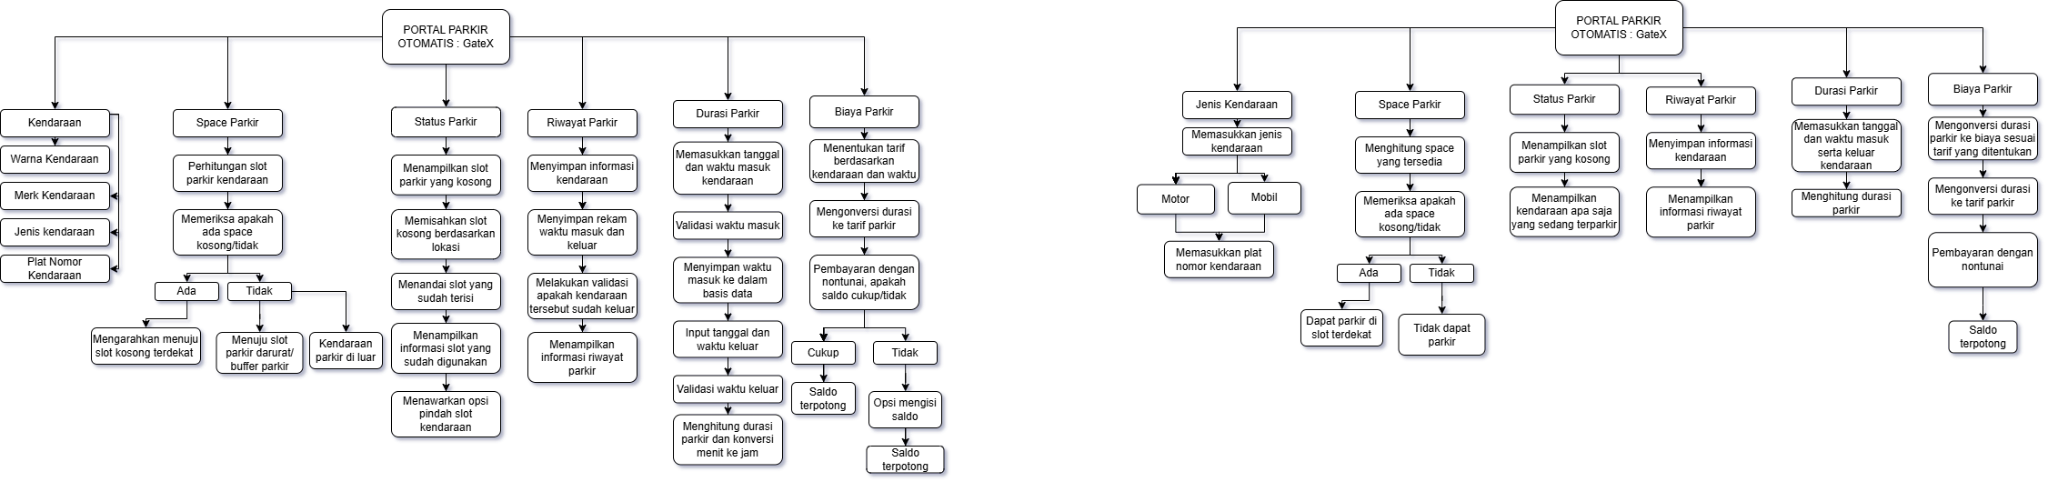 PORTAL PARKIR
OTOMATIS : GateX
Kendaraan
Warna Kendaraan
Merk Kendaraan
Jenis kendaraan
Plat Nomor
Kendaraan
Space Parkir
Perhitungan slot
parkir kendaraan
Memeriksa apakah
ada space
kosong/tidak
Ada
Tidak
Mengarahkan menuju
slot kosong terdekat
Menuju slot
parkir darurat/
buffer parkir
Kendaraan
parkir di luar
Status Parkir
Menampilkan slot
parkir yang kosong
Memisahkan slot
kosong berdasarkan
lokasi
Menandai slot yang
sudah terisi
Menampilkan
informasi slot yang
sudah digunakan
Menawarkan opsi
pindah slot
kendaraan
Riwayat Parkir
Menyimpan informasi
kendaraan
Menyimpan rekam
waktu masuk dan
keluar
Melakukan validasi
apakah kendaraan
tersebut sudah keluar
Menampilkan
informasi riwayat
parkir
Durasi Parkir
Memasukkan tanggal
dan waktu masuk
kendaraan
Validasi waktu masuk
Menyimpan waktu
masuk ke dalam
basis data
Input tanggal dan
waktu keluar
Validasi waktu keluar
Menghitung durasi
parkir dan konversi
menit ke jam
Biaya Parkir
Menentukan tarif
berdasarkan
kendaraan dan waktu
Mengonversi durasi
ke tarif parkir
Pembayaran dengan
nontunai, apakah
saldo cukup/tidak
Cukup
Tidak
Saldo
terpotong
Opsi mengisi
saldo
Saldo
terpotong
PORTAL PARKIR
OTOMATIS : GateX
Jenis Kendaraan
Memasukkan jenis
kendaraan
Motor
Mobil
Memasukkan plat
nomor kendaraan
Space Parkir
Menghitung space
yang tersedia
Memeriksa apakah
ada space
kosong/tidak
Ada
Tidak
Dapat parkir di
slot terdekat
Tidak dapat
parkir
Status Parkir
Menampilkan slot
parkir yang kosong
Menampilkan
kendaraan apa saja
yang sedang terparkir
Riwayat Parkir
Menyimpan informasi
kendaraan
Menampilkan
informasi riwayat
parkir
Durasi Parkir
Memasukkan tanggal
dan waktu masuk
serta keluar
kendaraan
Menghitung durasi
parkir
Biaya Parkir
Mengonversi durasi
parkir ke biaya sesuai
tarif yang ditentukan
Mengonversi durasi
ke tarif parkir
Pembayaran dengan
nontunai
Saldo
terpotong